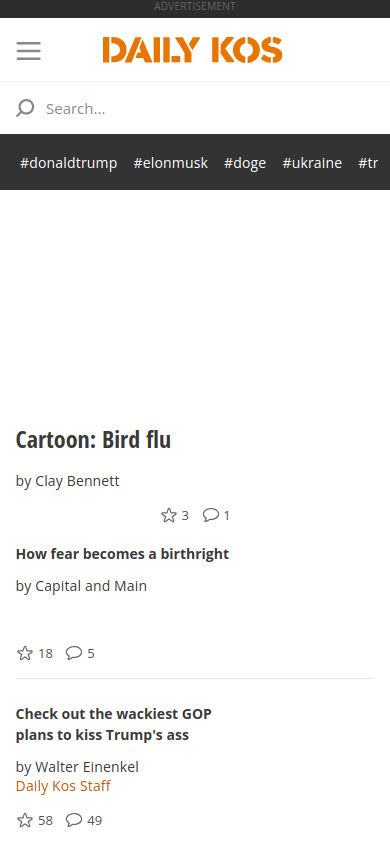 ADVERTISEMENT
DAILY KOS
Search...
#donaldtrump #elonmusk #doge #ukraine #tr
Cartoon: Bird flu
by Clay Bennett
3 1
How fear becomes a birthright
by Capital and Main
18 5
Check out the wackiest GOP
plans to kiss Trump's ass
by Walter Einenkel
Daily Kos Staff
58 49